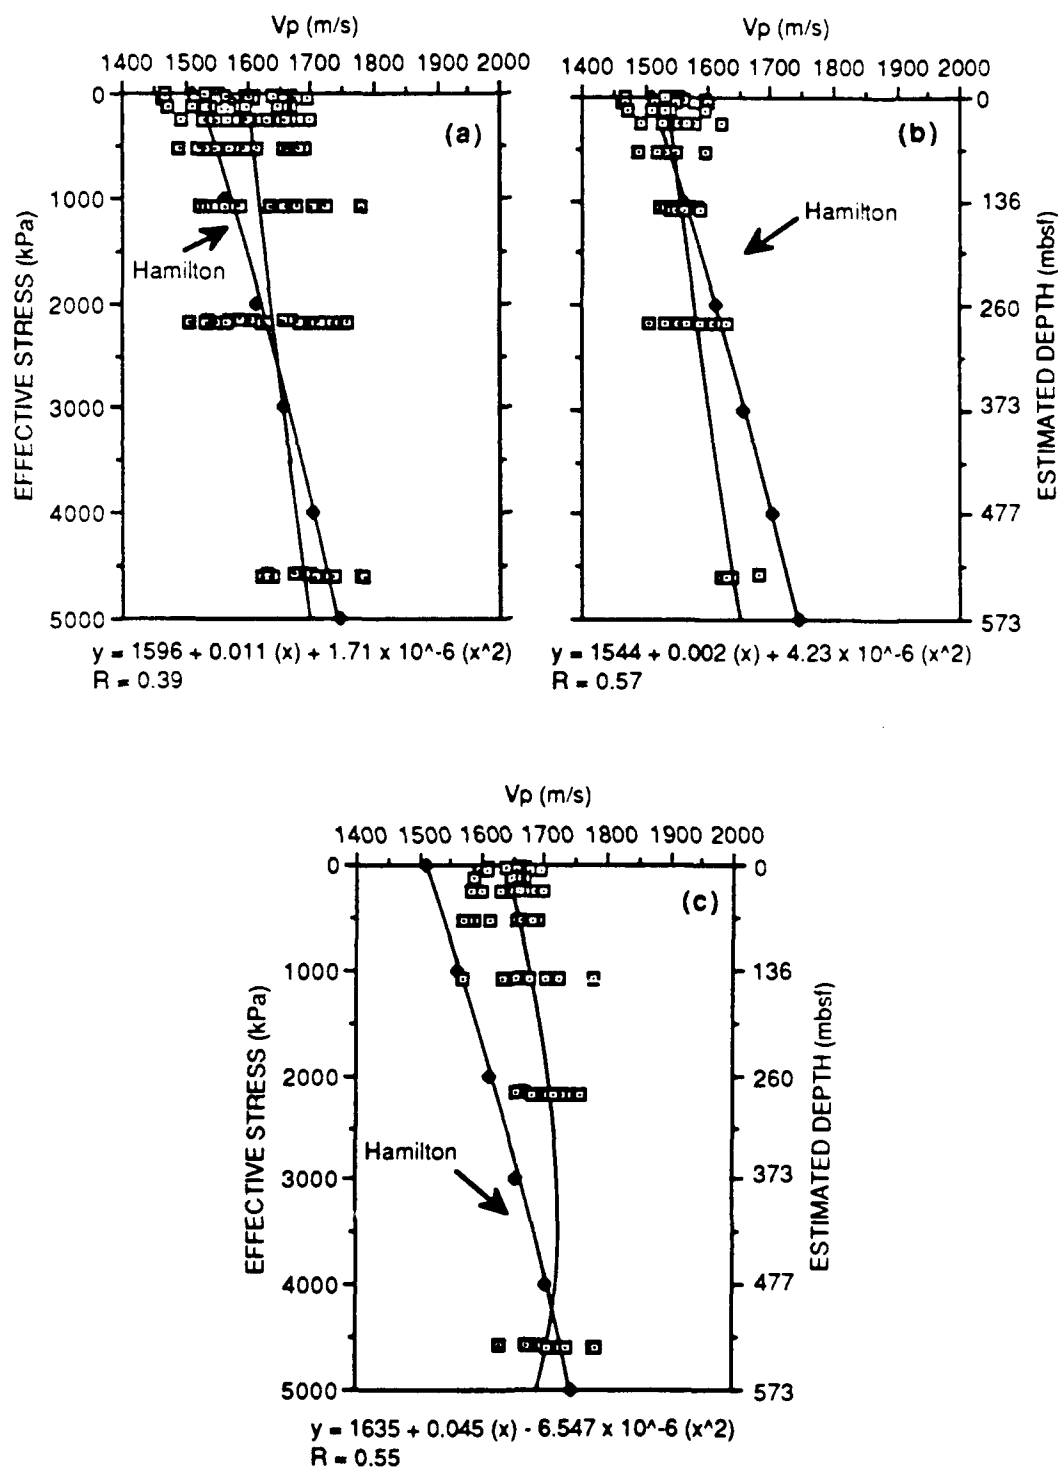 Vp (m/s)
1400 1500 1600 1700 1800 1900 2000
0
1000
2000
3000
4000
5000
EFFECTIVE STRESS (kPa)
(a)
Hamilton
y = 1596 + 0.011 (x) + 1.71 x 10^-6 (x^2)
R = 0.39
Vp (m/s)
1400 1500 1600 1700 1800 1900 2000
0
136
260
373
477
573
ESTIMATED DEPTH (mbsf)
(b)
Hamilton
y = 1544 + 0.002 (x) + 4.23 x 10^-6 (x^2)
R = 0.57
Vp (m/s)
1400 1500 1600 1700 1800 1900 2000
0
1000
2000
3000
4000
5000
EFFECTIVE STRESS (kPa)
(c)
Hamilton
0
136
260
373
477
573
ESTIMATED DEPTH (mbsf)
y = 1635 + 0.045 (x) - 6.547 x 10^-6 (x^2)
R = 0.55